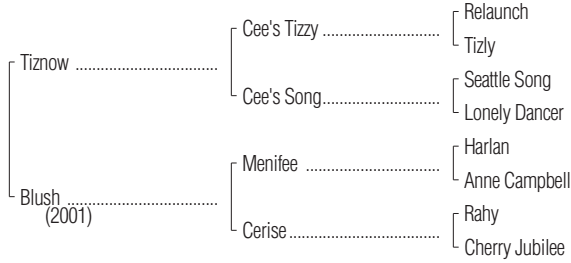 Relaunch
Cee's Tizzy ........................
Tizly
Tiznow .............................
Seattle Song
Cee's Song........................
Lonely Dancer
Harlan
Menifee ...........................
Anne Campbell
Blush ...............................
(2001)
Rahy
Cerise ..............................
Cherry Jubilee